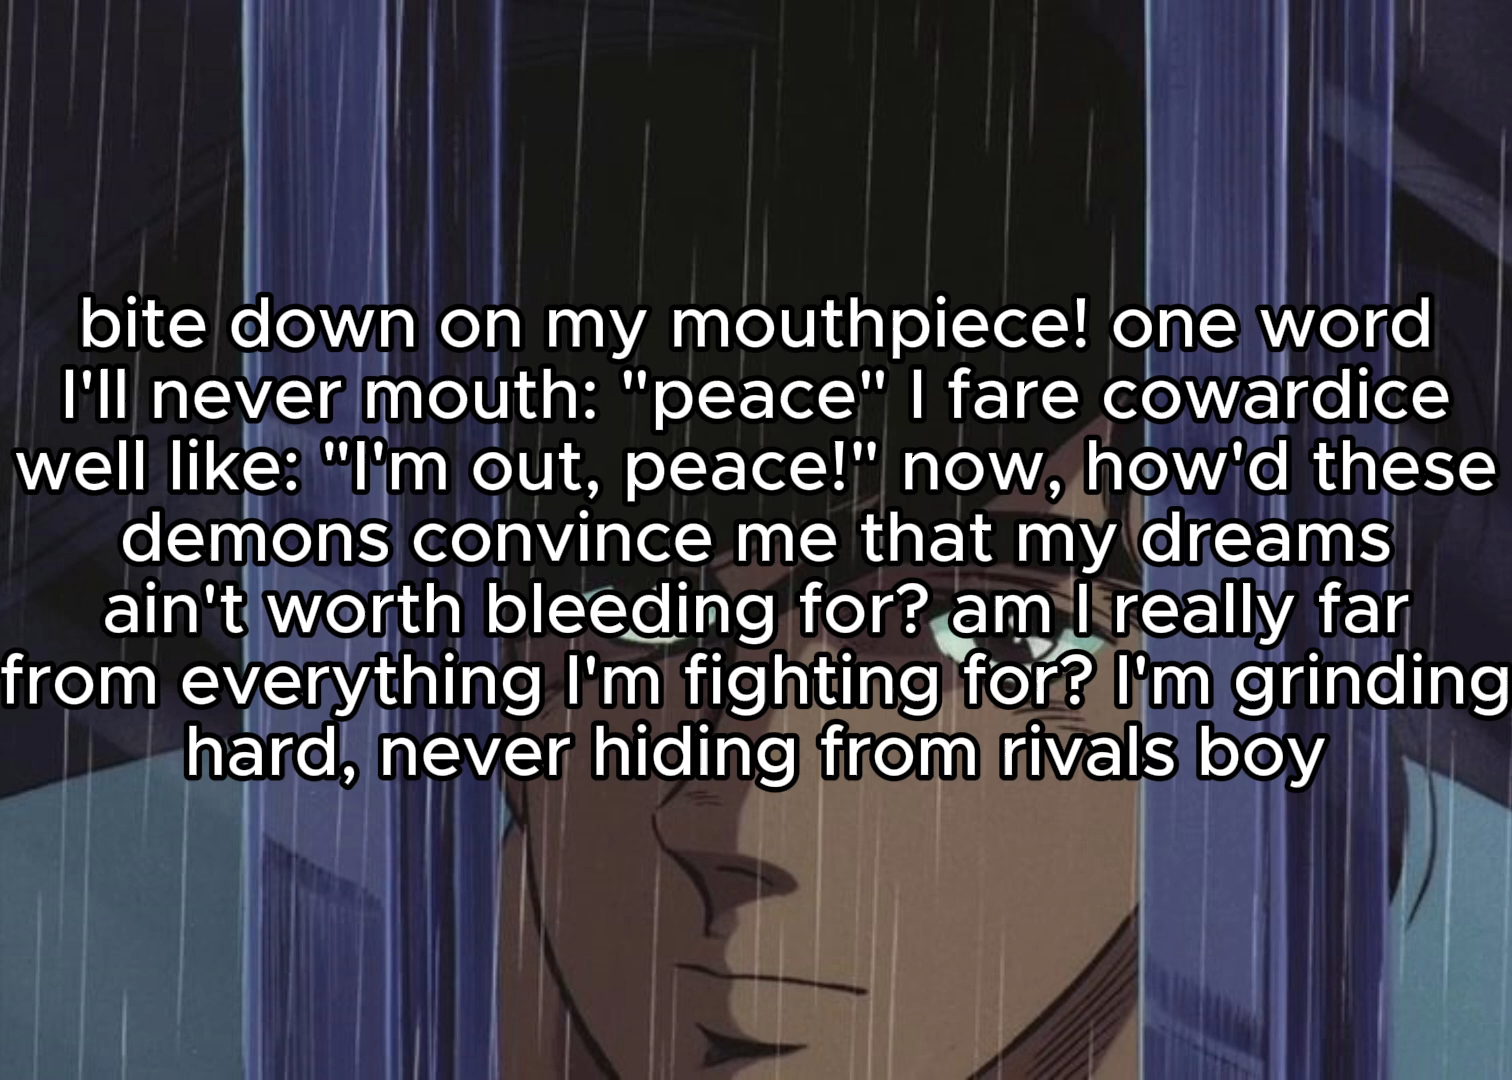 bite down on my mouthpiece! one word
I'll never mouth: "peace" I fare cowardice
well like: "I'm out, peace!" now, how'd these
demons convince me that my dreams
ain't worth bleeding for? am I really far
from everything I'm fighting for? I'm grinding
hard, never hiding from rivals boy